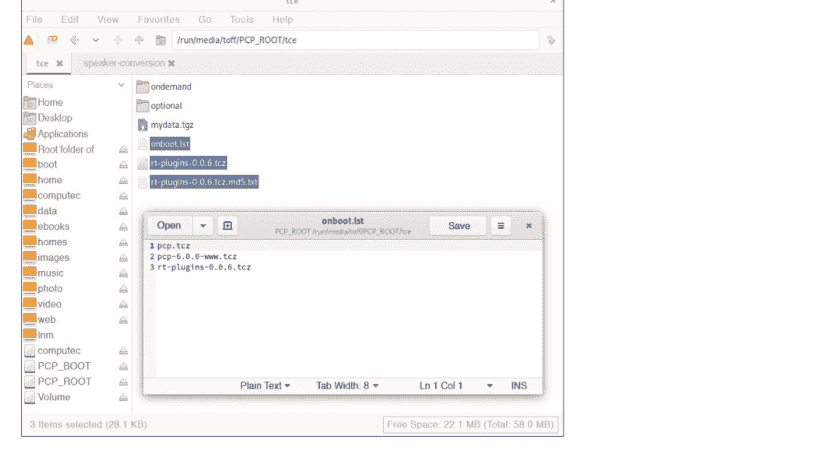 tce
File Edit View Favorites Go Tools Help
/run/media/toff/PCP_ROOT/tce
tce speaker-conversion
Places
Home
Desktop
Applications
Root folder of
boot
home
computec
data
ebooks
homes
images
music
photo
video
web
lnm
computec
PCP_BOOT
PCP_ROOT
Volume
ondemand
optional
mydata.tgz
onboot.lst
rt-plugins-0.0.6.tcz
rt-plugins-0.0.6.tcz.md5.txt
Open onboot.lst Save
PCP_ROOT /run/media/toff/PCP_ROOT/tce
1 pcp.tcz
2 pcp-6.0.0-www.tcz
3 rt-plugins-0.0.6.tcz
Plain Text Tab Width: 8 Ln 1 Col 1 INS
3 items selected (28.1 KB) Free Space: 22.1 MB (Total: 58.0 MB)